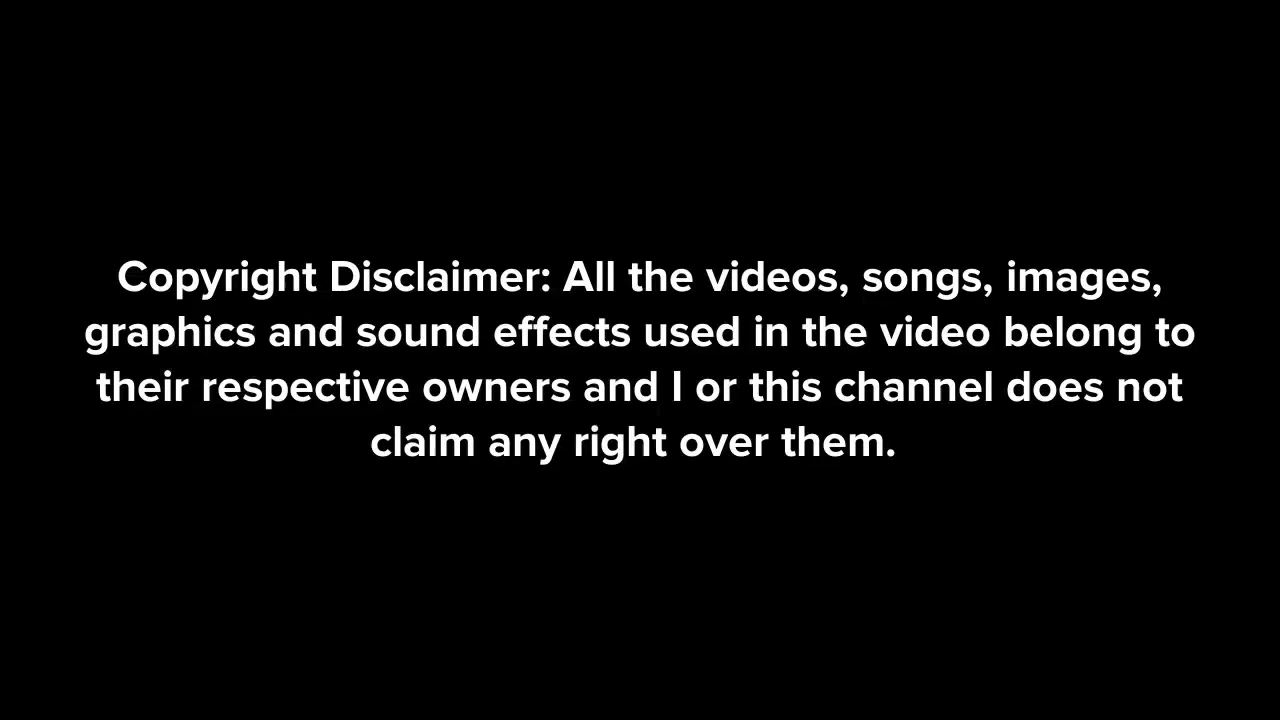 Copyright Disclaimer: All the videos, songs, images,
graphics and sound effects used in the video belong to
their respective owners and I or this channel does not
claim any right over them.